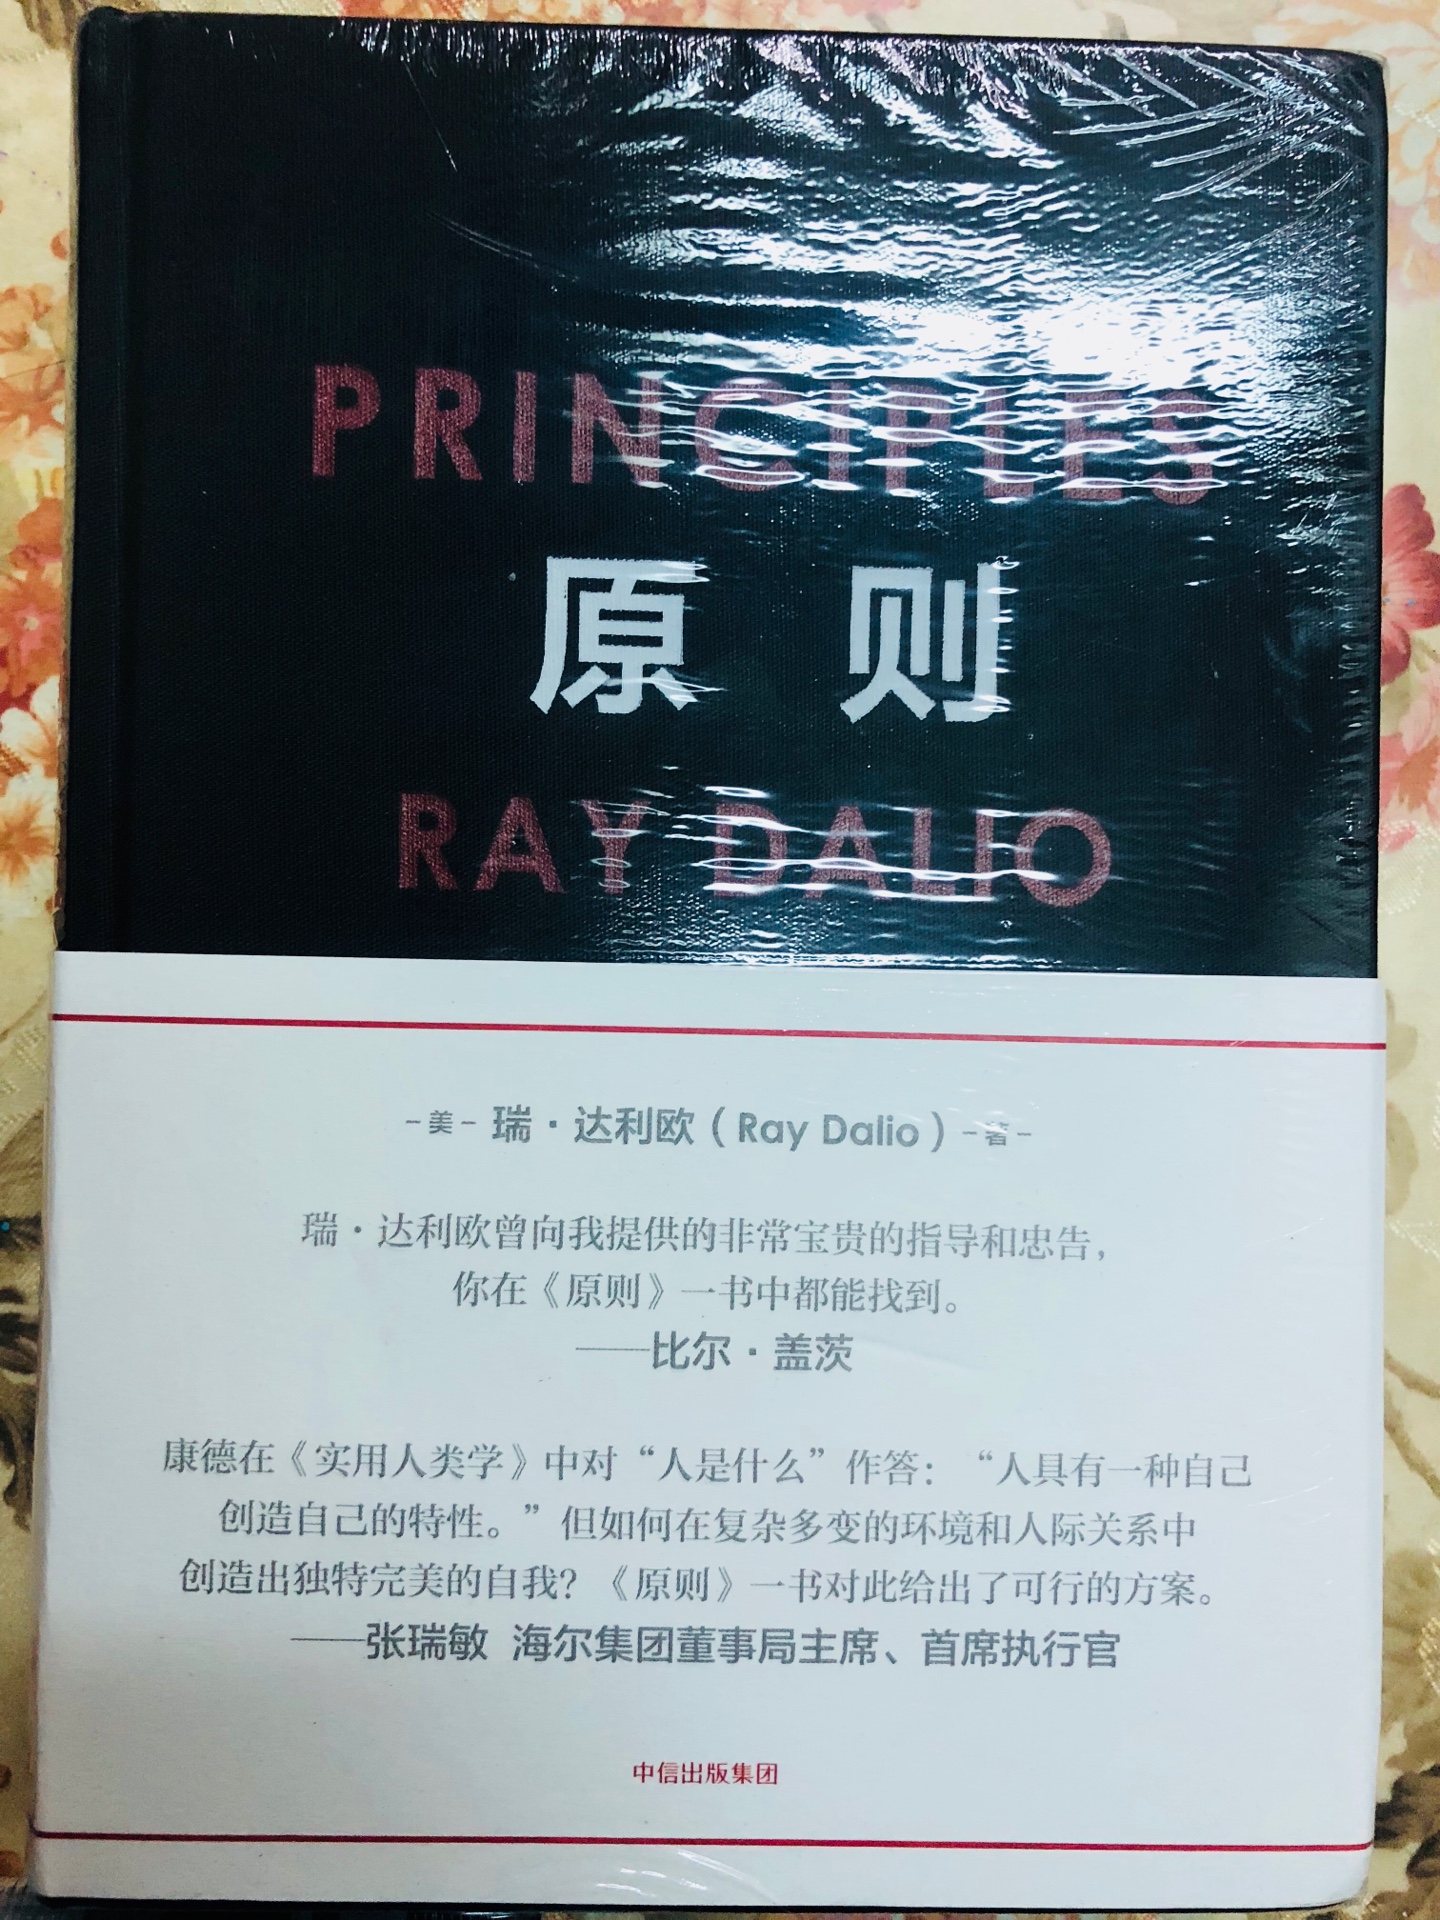 PRINCIPLES
原 则
RAY DALIO
-美- 瑞·达利欧（Ray Dalio）-著-
瑞·达利欧曾向我提供的非常宝贵的指导和忠告，
你在《原则》一书中都能找到。
——比尔·盖茨
康德在《实用人类学》中对“人是什么”作答：“人具有一种自己
创造自己的特性。”但如何在复杂多变的环境和人际关系中
创造出独特完美的自我？《原则》一书对此给出了可行的方案。
——张瑞敏 海尔集团董事局主席、首席执行官
中信出版集团